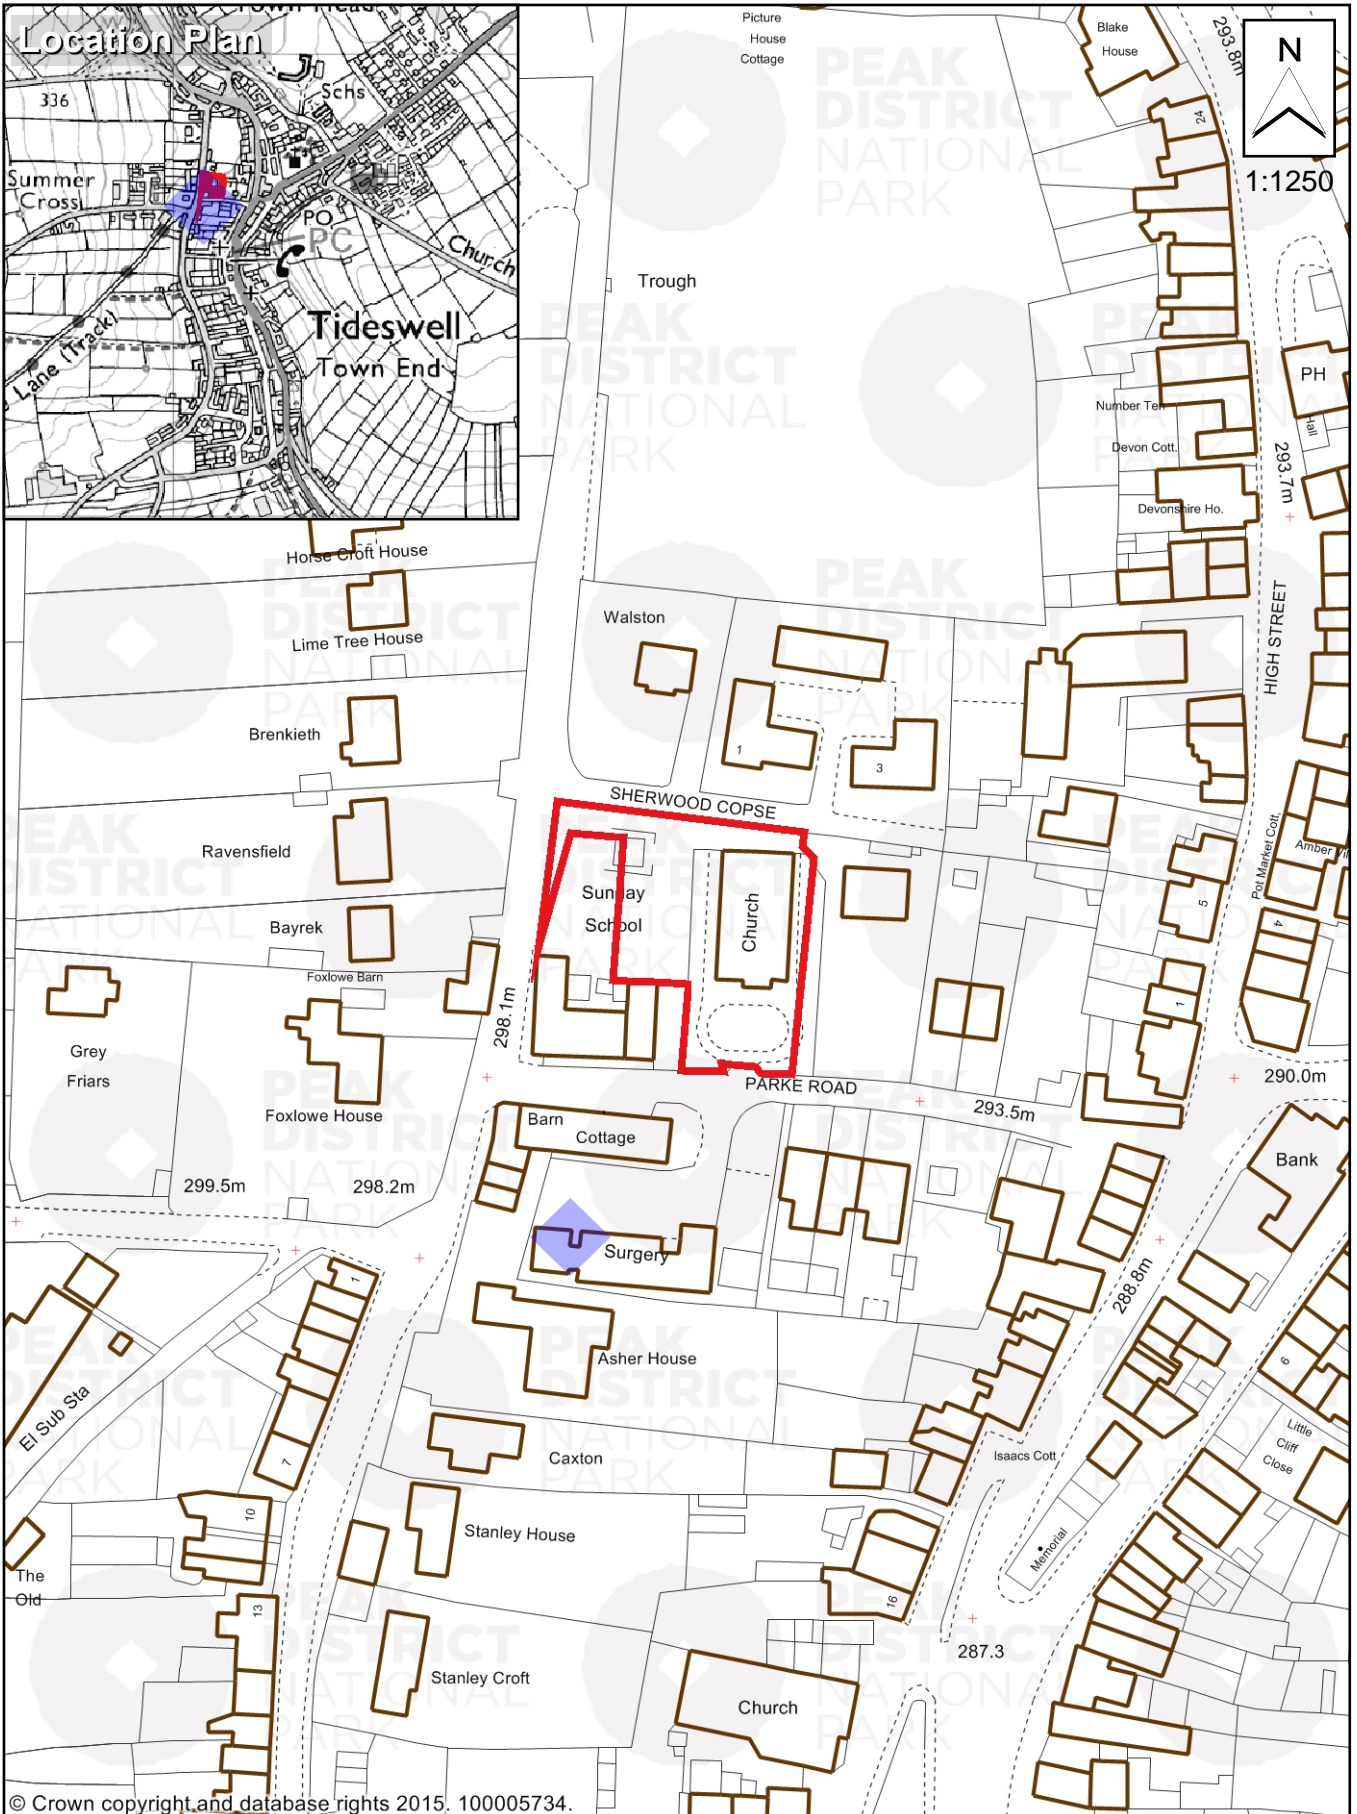 Location Plan
Town Head
336
Schs
Summer
Cross
PO
PC
Church
Lane (Track)
Tideswell
Town End
N
1:1250
Picture
House
Cottage
Blake
House
293.8m
24
Trough
PH
Hall
Number Ten
Devon Cott.
Devonshire Ho.
293.7m
HIGH STREET
Horse Croft House
Lime Tree House
Walston
Brenkieth
1
3
SHERWOOD COPSE
Ravensfield
Sunday
School
Church
Bayrek
Foxlowe Barn
298.1m
Pot Market Cott.
5
4
1
Grey
Friars
Foxlowe House
PARKE ROAD
293.5m
290.0m
Barn
Cottage
Bank
299.5m
298.2m
Surgery
288.8m
1
Asher House
El Sub Sta
6
7
Caxton
Isaacs Cott
Little
Cliff
Close
10
Stanley House
Memorial
The
Old
13
16
287.3
Stanley Croft
Church
PEAK
DISTRICT
NATIONAL
PARK
© Crown copyright and database rights 2015. 100005734.